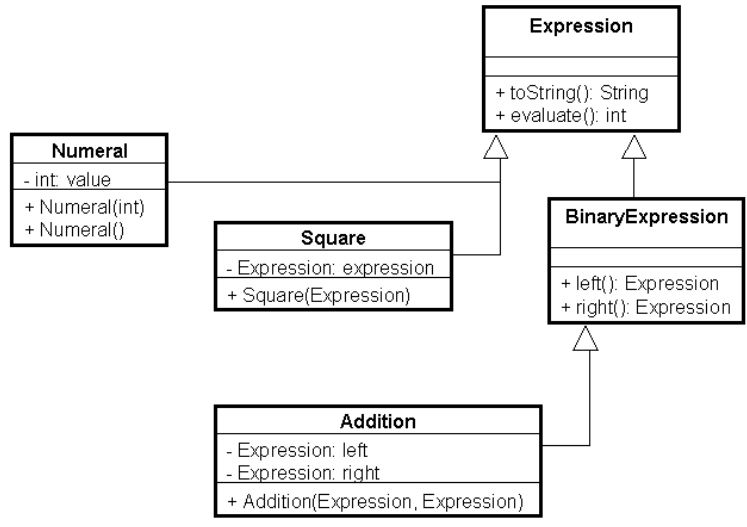 Expression
+ toString(): String
+ evaluate(): int
Numeral
- int: value
+ Numeral(int)
+ Numeral()
Square
- Expression: expression
+ Square(Expression)
BinaryExpression
+ left(): Expression
+ right(): Expression
Addition
- Expression: left
- Expression: right
+ Addition(Expression, Expression)